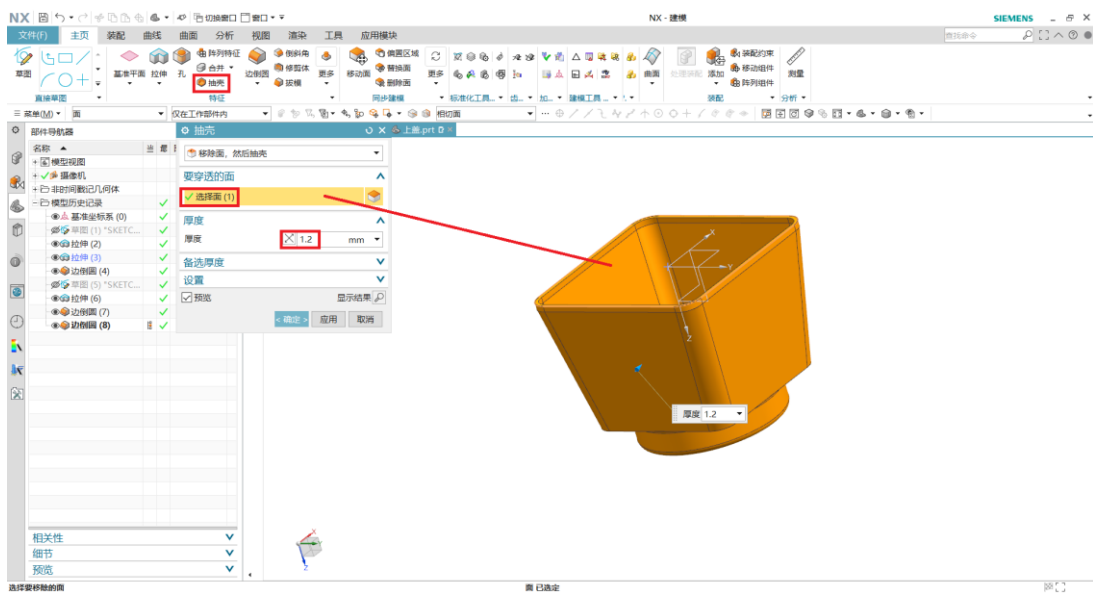 NX 切换窗口 窗口 NX - 建模 SIEMENS
文件(F) 主页 装配 曲线 曲面 分析 视图 渲染 工具 应用模块 查找命令
草图 基准平面 拉伸 孔 阵列特征 合并 抽壳 边倒圆 倒斜角 修剪体 拔模 更多 移动面 偏置区域 替换面 删除面 更多 曲面 处理装配 添加 装配约束 移动组件 阵列组件 测量
直接草图 特征 同步建模 标准化工具... 齿... 加... 建模工具... 装配 分析
菜单(M) 面 仅在工作部件内 相切面
部件导航器
名称
模型视图
摄像机
非时间戳记几何体
模型历史记录
基准坐标系 (0)
草图 (1) "SKETC...
拉伸 (2)
拉伸 (3)
边倒圆 (4)
草图 (5) "SKETC...
拉伸 (6)
边倒圆 (7)
边倒圆 (8)
相关性
细节
预览
抽壳
上盖.prt
移除面，然后抽壳
要穿透的面
选择面 (1)
厚度
厚度 1.2 mm
备选厚度
设置
预览 显示结果
< 确定 > 应用 取消
X
Y
Z
厚度 1.2
X
Z
选择要移除的面 面 已选定